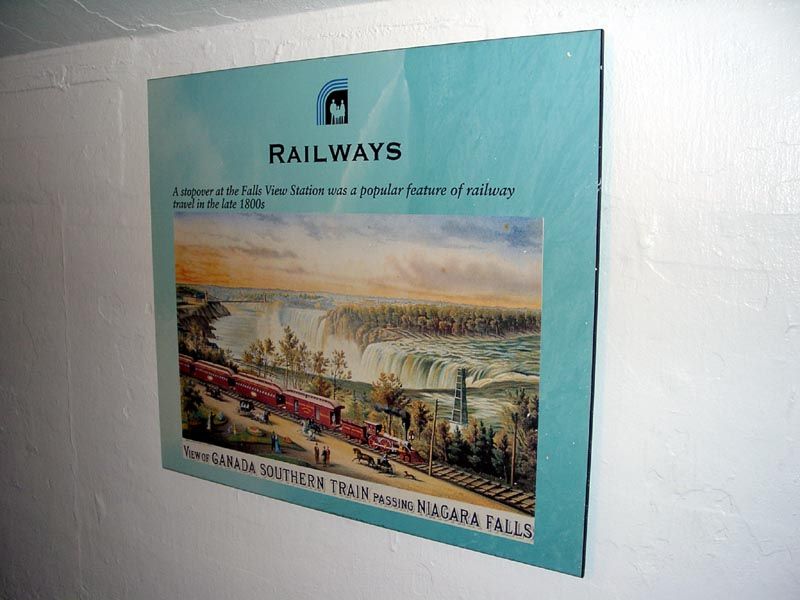 RAILWAYS
A stopover at the Falls View Station was a popular feature of railway
travel in the late 1800s
VIEW OF CANADA SOUTHERN TRAIN PASSING NIAGARA FALLS